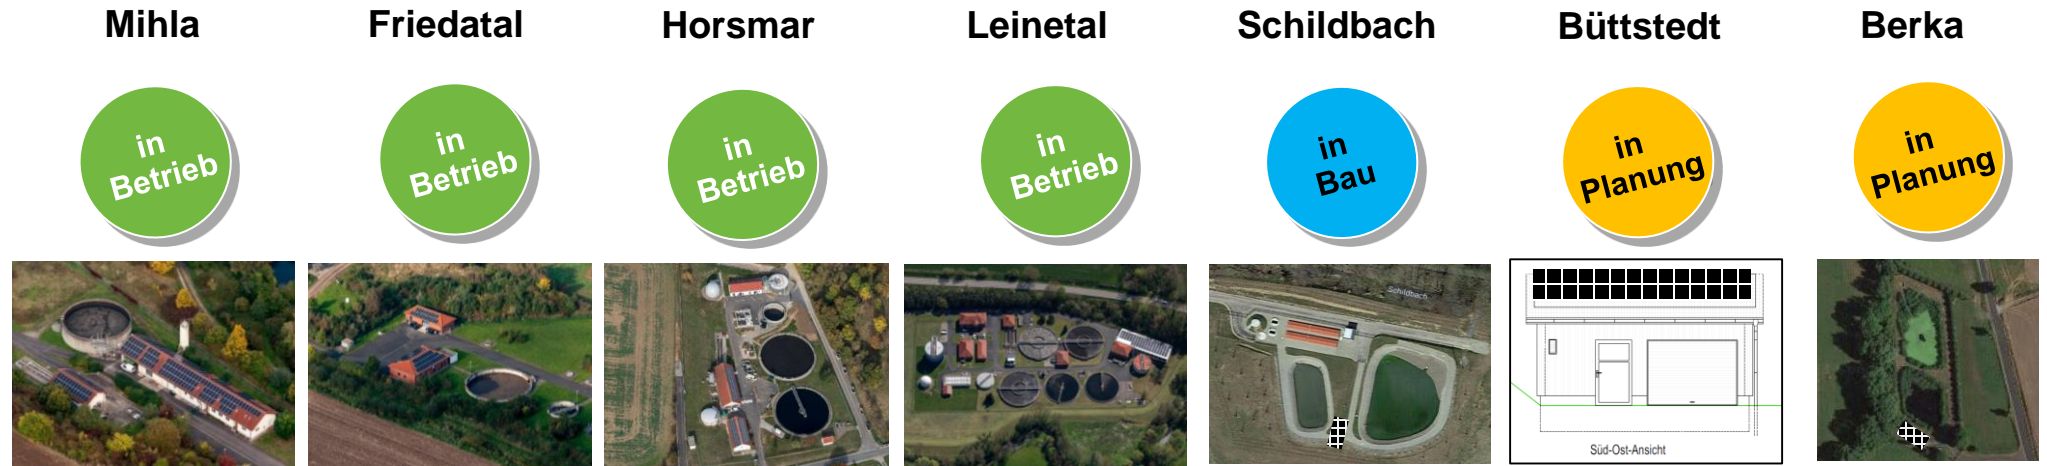 Mihla
Friedatal
Horsmar
Leinetal
Schildbach
Büttstedt
Berka
in
Betrieb
in
Betrieb
in
Betrieb
in
Betrieb
in
Bau
in
Planung
in
Planung
Schildbach
Süd-Ost-Ansicht